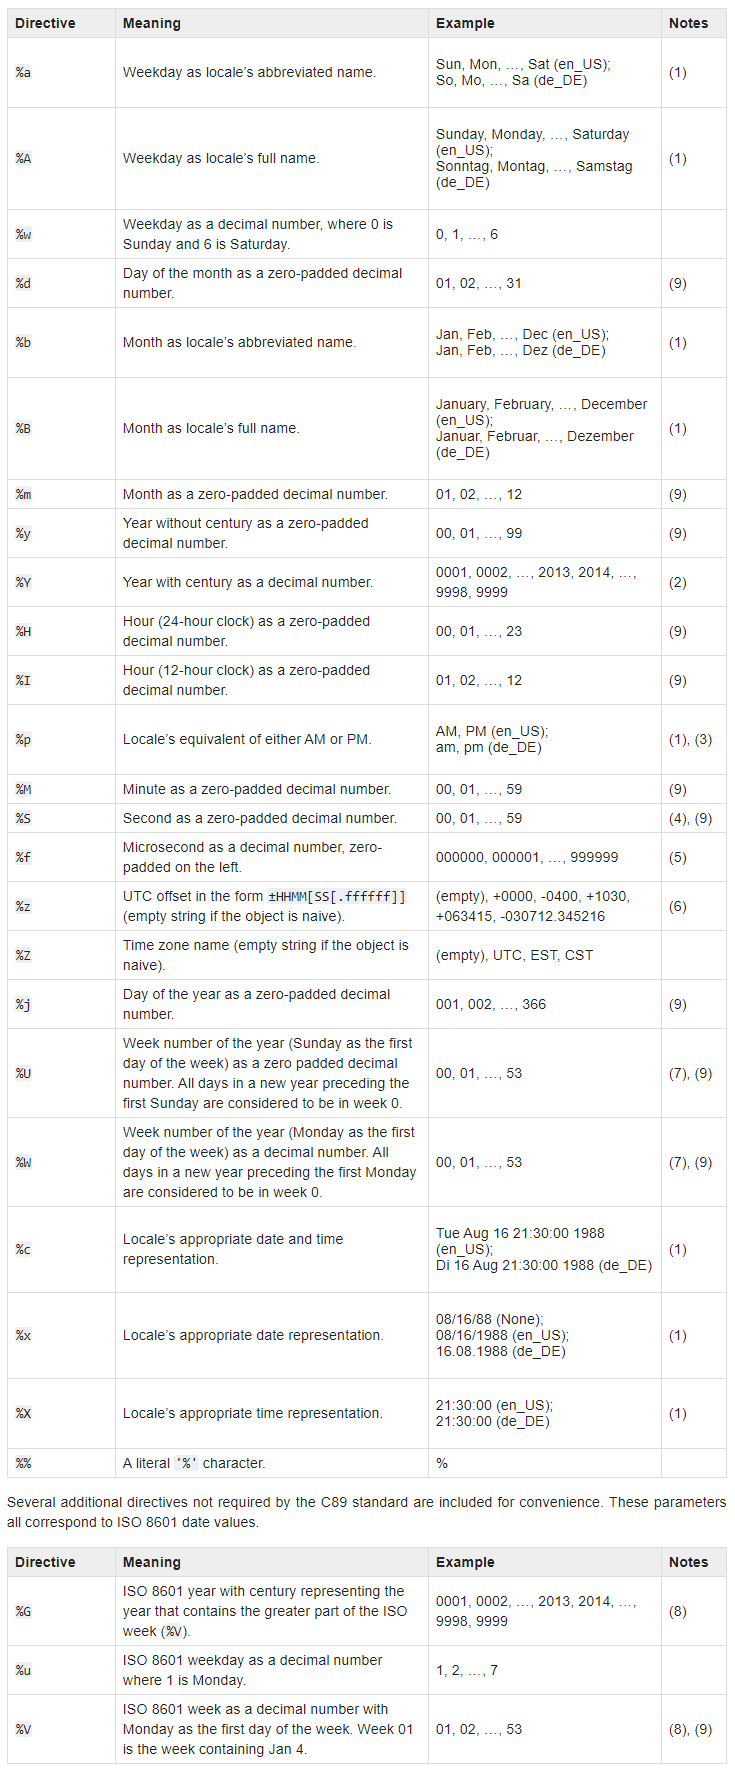 Directive Meaning Example Notes
%a Weekday as locale’s abbreviated name. Sun, Mon, …, Sat (en_US);
So, Mo, …, Sa (de_DE) (1)
%A Weekday as locale’s full name. Sunday, Monday, …, Saturday
(en_US);
Sonntag, Montag, …, Samstag
(de_DE) (1)
%w Weekday as a decimal number, where 0 is
Sunday and 6 is Saturday. 0, 1, …, 6
%d Day of the month as a zero-padded decimal
number. 01, 02, …, 31 (9)
%b Month as locale’s abbreviated name. Jan, Feb, …, Dec (en_US);
Jan, Feb, …, Dez (de_DE) (1)
%B Month as locale’s full name. January, February, …, December
(en_US);
Januar, Februar, …, Dezember
(de_DE) (1)
%m Month as a zero-padded decimal number. 01, 02, …, 12 (9)
%y Year without century as a zero-padded
decimal number. 00, 01, …, 99 (9)
%Y Year with century as a decimal number. 0001, 0002, …, 2013, 2014, …,
9998, 9999 (2)
%H Hour (24-hour clock) as a zero-padded
decimal number. 00, 01, …, 23 (9)
%I Hour (12-hour clock) as a zero-padded
decimal number. 01, 02, …, 12 (9)
%p Locale’s equivalent of either AM or PM. AM, PM (en_US);
am, pm (de_DE) (1), (3)
%M Minute as a zero-padded decimal number. 00, 01, …, 59 (9)
%S Second as a zero-padded decimal number. 00, 01, …, 59 (4), (9)
%f Microsecond as a decimal number, zero-
padded on the left. 000000, 000001, …, 999999 (5)
%z UTC offset in the form ±HHMM[SS[.ffffff]]
(empty string if the object is naive). (empty), +0000, -0400, +1030,
+063415, -030712.345216 (6)
%Z Time zone name (empty string if the object is
naive). (empty), UTC, EST, CST
%j Day of the year as a zero-padded decimal
number. 001, 002, …, 366 (9)
%U Week number of the year (Sunday as the first
day of the week) as a zero padded decimal
number. All days in a new year preceding the
first Sunday are considered to be in week 0. 00, 01, …, 53 (7), (9)
%W Week number of the year (Monday as the first
day of the week) as a decimal number. All
days in a new year preceding the first Monday
are considered to be in week 0. 00, 01, …, 53 (7), (9)
%c Locale’s appropriate date and time
representation. Tue Aug 16 21:30:00 1988
(en_US);
Di 16 Aug 21:30:00 1988 (de_DE) (1)
%x Locale’s appropriate date representation. 08/16/88 (None);
08/16/1988 (en_US);
16.08.1988 (de_DE) (1)
%X Locale’s appropriate time representation. 21:30:00 (en_US);
21:30:00 (de_DE) (1)
%% A literal '%' character. %
Several additional directives not required by the C89 standard are included for convenience. These parameters
all correspond to ISO 8601 date values.
Directive Meaning Example Notes
%G ISO 8601 year with century representing the
year that contains the greater part of the ISO
week (%V). 0001, 0002, …, 2013, 2014, …,
9998, 9999 (8)
%u ISO 8601 weekday as a decimal number
where 1 is Monday. 1, 2, …, 7
%V ISO 8601 week as a decimal number with
Monday as the first day of the week. Week 01
is the week containing Jan 4. 01, 02, …, 53 (8), (9)